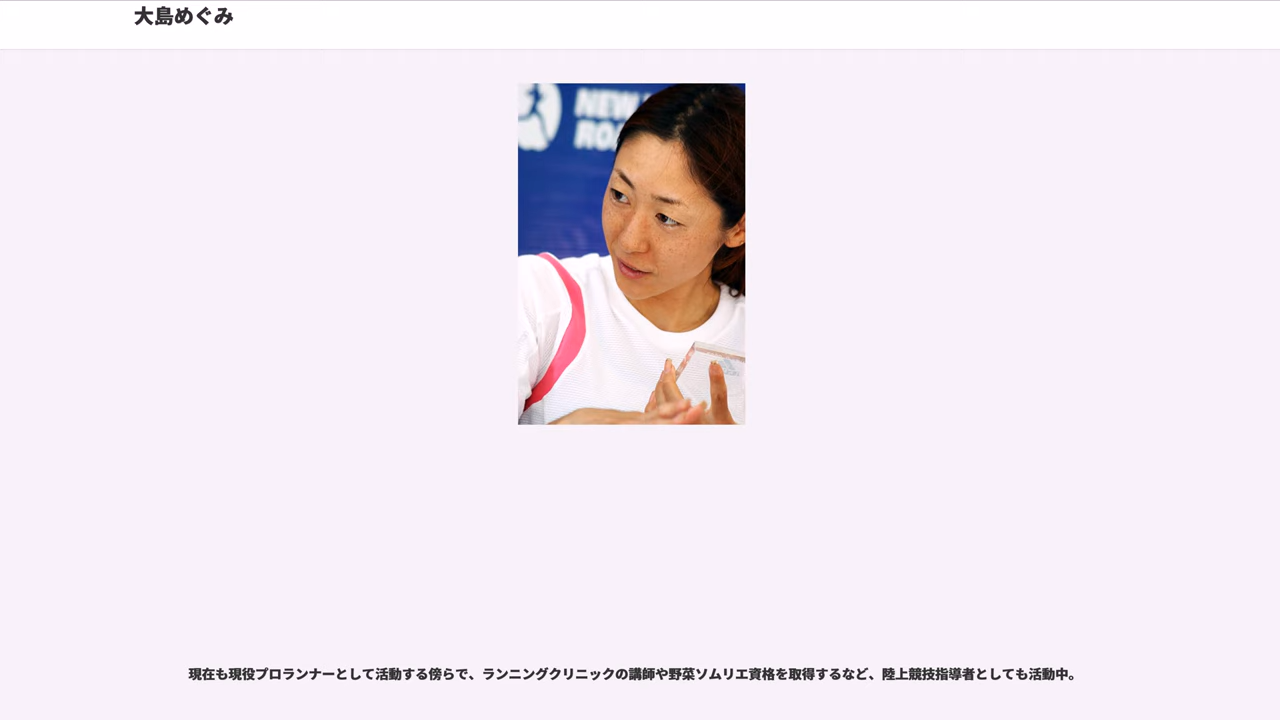 大島めぐみ
NEW
ROA
現在も現役プロランナーとして活動する傍らで、ランニングクリニックの講師や野菜ソムリエ資格を取得するなど、陸上競技指導者としても活動中。